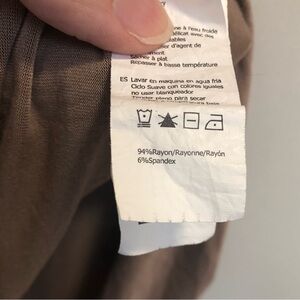 à l'eau froide
délicat avec des
d'agent de
Sécher à plat
Repasser à basse température
ES Lavar en maquina en agua fria
Ciclo Suave con colores iguales
no usar blanqueador
Tender plano para secar
94%Rayon/Rayonne/Rayón
6%Spandex